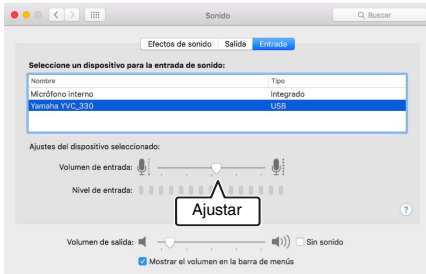 Sonido
Buscar
Efectos de sonido Salida Entrada
Seleccione un dispositivo para la entrada de sonido:
Nombre Tipo
Micrófono interno Integrado
Yamaha YVC_330 USB
Ajustes del dispositivo seleccionado:
Volumen de entrada:
Nivel de entrada:
Ajustar
?
Volumen de salida: Sin sonido
Mostrar el volumen en la barra de menús